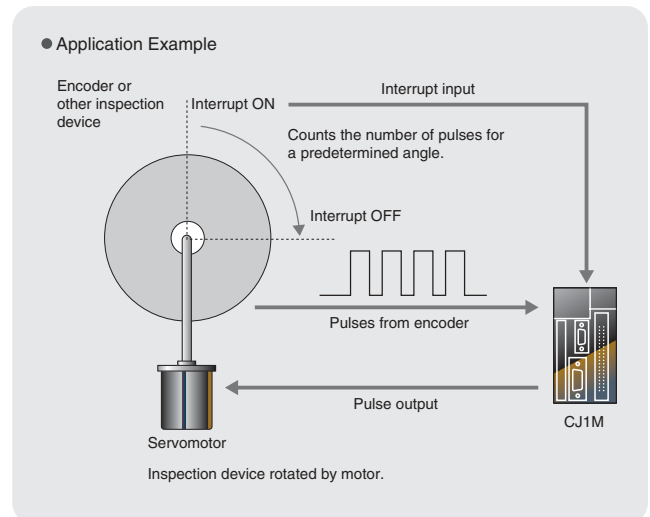 ● Application Example
Encoder or
other inspection
device
Interrupt ON
Interrupt input
Counts the number of pulses for
a predetermined angle.
Interrupt OFF
Pulses from encoder
Pulse output
CJ1M
Servomotor
Inspection device rotated by motor.